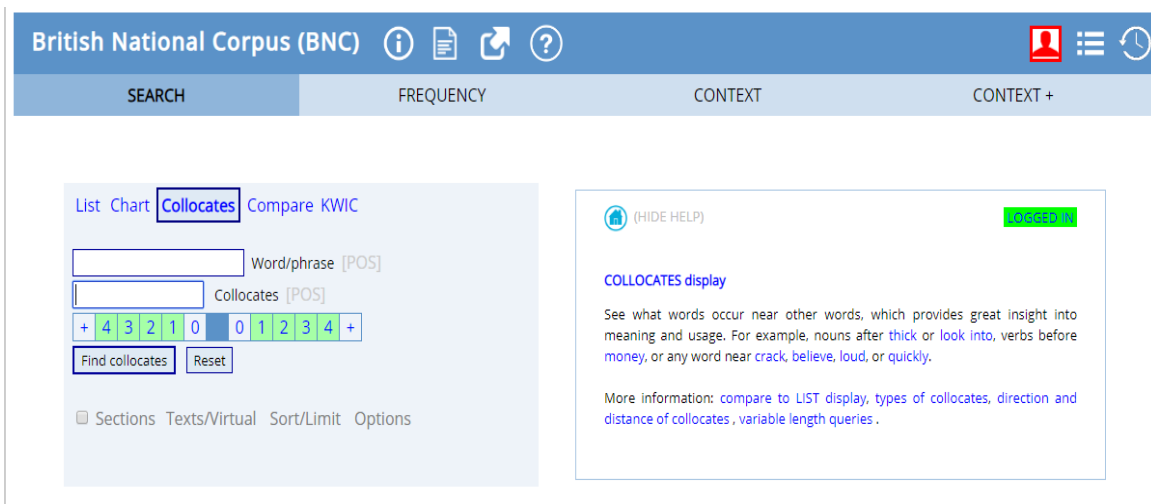 British National Corpus (BNC)
SEARCH FREQUENCY CONTEXT CONTEXT +
List Chart Collocates Compare KWIC
Word/phrase [POS]
Collocates [POS]
+ 4 3 2 1 0 0 1 2 3 4 +
Find collocates Reset
Sections Texts/Virtual Sort/Limit Options
(HIDE HELP) LOGGED IN
COLLOCATES display
See what words occur near other words, which provides great insight into
meaning and usage. For example, nouns after thick or look into, verbs before
money, or any word near crack, believe, loud, or quickly.
More information: compare to LIST display, types of collocates, direction and
distance of collocates , variable length queries .